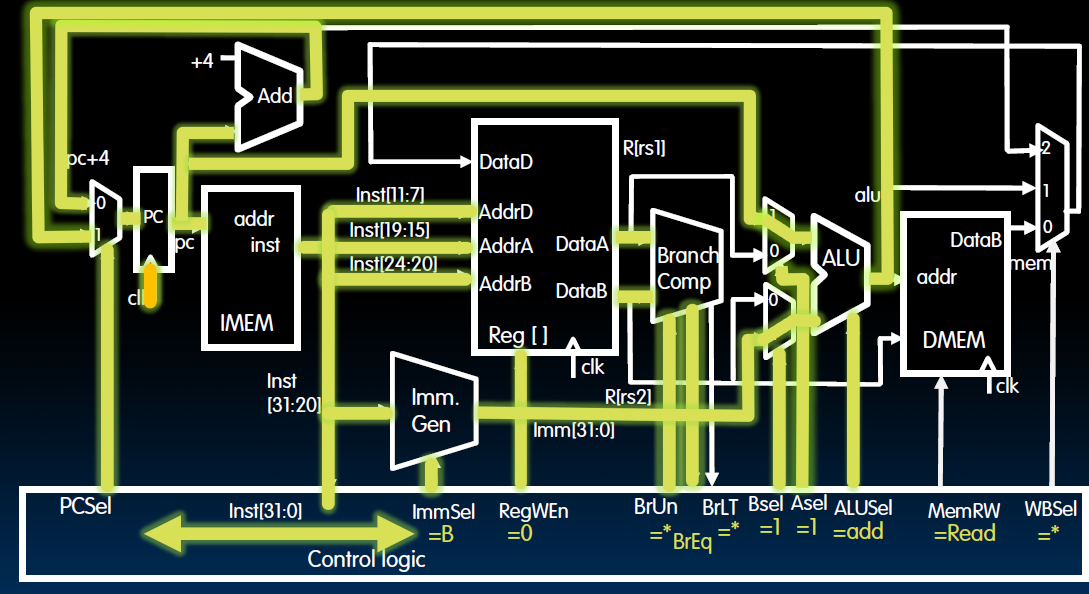 +4
Add
pc+4
0
1
PC
pc
clk
addr
inst
IMEM
Inst[11:7]
Inst[19:15]
Inst[24:20]
DataD
AddrD
AddrA
AddrB
DataA
DataB
Reg [ ]
clk
R[rs1]
Branch
Comp
1
0
0
ALU
alu
2
1
0
DataB
addr
DMEM
clk
mem
Inst
[31:20]
Imm.
Gen
R[rs2]
Imm[31:0]
PCSel
Inst[31:0]
Control logic
ImmSel
=B
RegWEn
=0
BrUn
=*
BrEq
BrLT
=*
Bsel
=1
Asel
=1
ALUSel
=add
MemRW
=Read
WBSel
=*